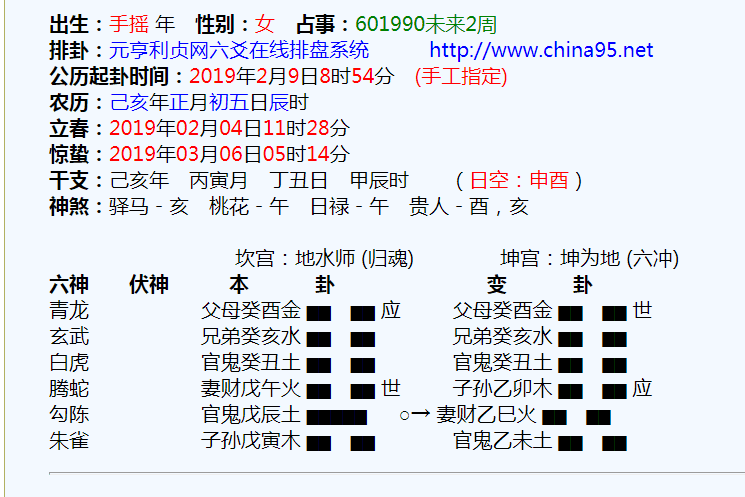 出生：手摇 年 性别：女 占事：601990未来2周
排卦：元亨利贞网六爻在线排盘系统 http://www.china95.net
公历起卦时间：2019年2月9日8时54分 (手工指定)
农历：己亥年正月初五日辰时
立春：2019年02月04日11时28分
惊蛰：2019年03月06日05时14分
干支：己亥年 丙寅月 丁丑日 甲辰时 ( 日空：申酉 )
神煞：驿马－亥 桃花－午 日禄－午 贵人－酉，亥
坎宫：地水师 (归魂) 坤宫：坤为地 (六冲)
六神 伏神 本 卦 变 卦
青龙 父母癸酉金 应 父母癸酉金 世
玄武 兄弟癸亥水 兄弟癸亥水
白虎 官鬼癸丑土 官鬼癸丑土
腾蛇 妻财戊午火 世 子孙乙卯木 应
勾陈 官鬼戊辰土 ○→ 妻财乙巳火
朱雀 子孙戊寅木 官鬼乙未土